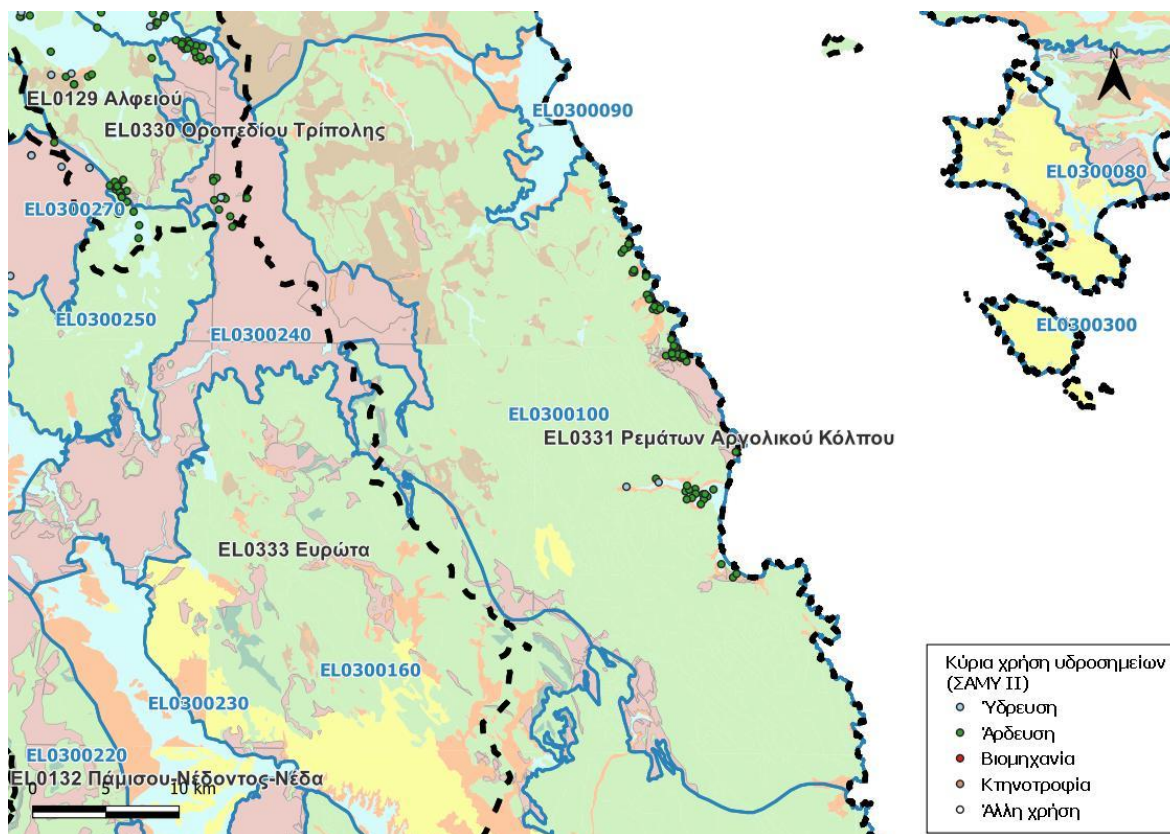 N
EL0129 Αλφειού
EL0300090
EL0330 Οροπεδίου Τρίπολης
EL0300080
EL0300270
EL0300250
EL0300240
EL0300300
EL0300100
EL0331 Ρεμάτων Αργολικού Κόλπου
EL0333 Ευρώτα
EL0300160
EL0300230
EL0300220
EL0132 Πάμισου-Νέδοντος-Νέδα
0 10 km
Κύρια χρήση υδροσημείων
(ΣΑΜΥ ΙΙ)
Ύδρευση
Άρδευση
Βιομηχανία
Κτηνοτροφία
Άλλη χρήση